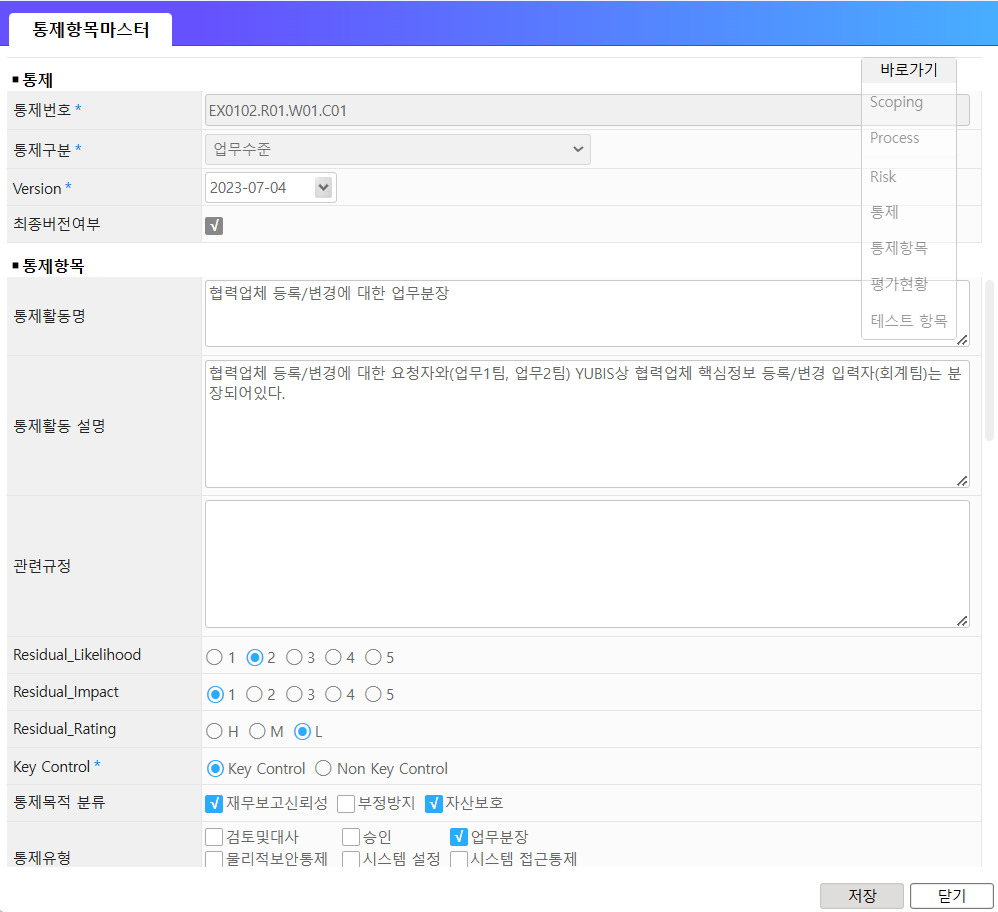 통제항목마스터
바로가기
Scoping
Process
Risk
통제
통제항목
평가현황
테스트 항목
■ 통제
통제번호 *
EX0102.R01.W01.C01
통제구분 *
업무수준
Version *
2023-07-04
최종버전여부
■ 통제항목
통제활동명
협력업체 등록/변경에 대한 업무분장
통제활동 설명
협력업체 등록/변경에 대한 요청자와(업무1팀, 업무2팀) YUBIS상 협력업체 핵심정보 등록/변경 입력자(회계팀)는 분
장되어있다.
관련규정
Residual_Likelihood
1 2 3 4 5
Residual_Impact
1 2 3 4 5
Residual_Rating
H M L
Key Control *
Key Control Non Key Control
통제목적 분류
재무보고신뢰성 부정방지 자산보호
통제유형
검토및대사 승인 업무분장
물리적보안통제 시스템 설정 시스템 접근통제
저장 닫기